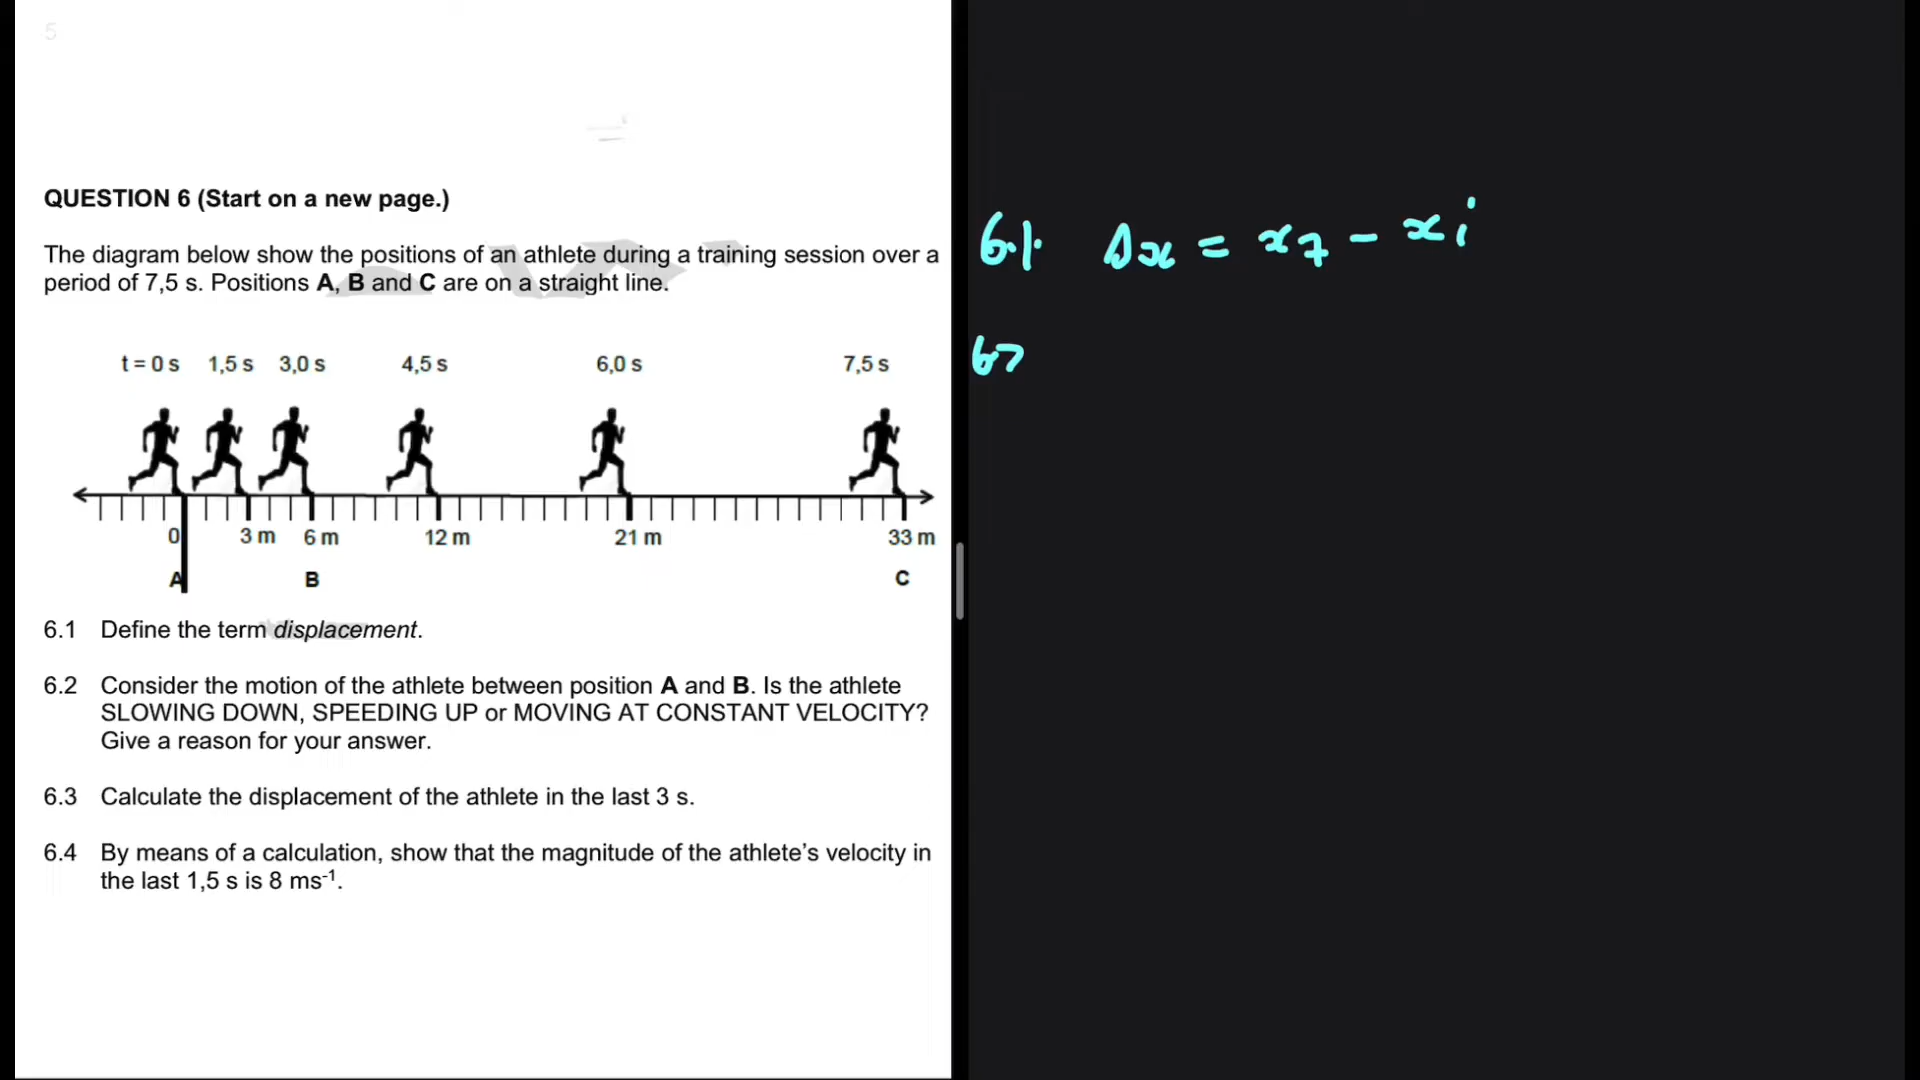 5
QUESTION 6 (Start on a new page.)
The diagram below show the positions of an athlete during a training session over a
period of 7,5 s. Positions A, B and C are on a straight line.
t = 0 s 1,5 s 3,0 s 4,5 s 6,0 s 7,5 s
0 3 m 6 m 12 m 21 m 33 m
A B C
6.1 Define the term displacement.
6.2 Consider the motion of the athlete between position A and B. Is the athlete
SLOWING DOWN, SPEEDING UP or MOVING AT CONSTANT VELOCITY?
Give a reason for your answer.
6.3 Calculate the displacement of the athlete in the last 3 s.
6.4 By means of a calculation, show that the magnitude of the athlete's velocity in
the last 1,5 s is 8 ms⁻¹.
6.1. Δx = xf - xi